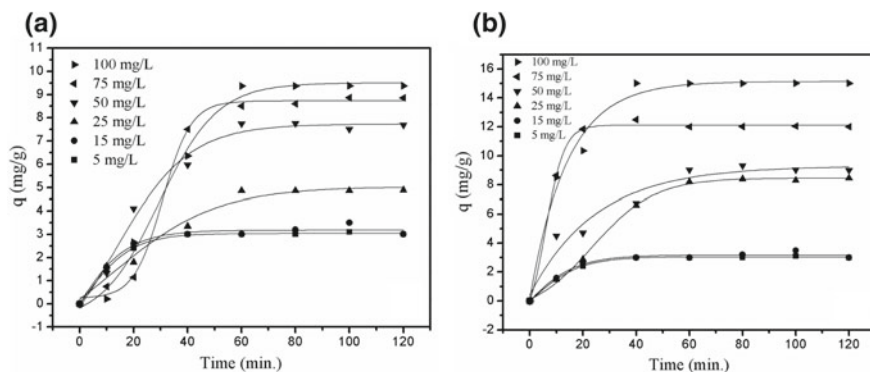 (a)
10
9
8
7
6
5
4
3
2
1
0
-1
q (mg/g)
100 mg/L
75 mg/L
50 mg/L
25 mg/L
15 mg/L
5 mg/L
0 20 40 60 80 100 120
Time (min.)
(b)
16
14
12
10
8
6
4
2
0
-2
q (mg/g)
100 mg/L
75 mg/L
50 mg/L
25 mg/L
15 mg/L
5 mg/L
0 20 40 60 80 100 120
Time (min.)